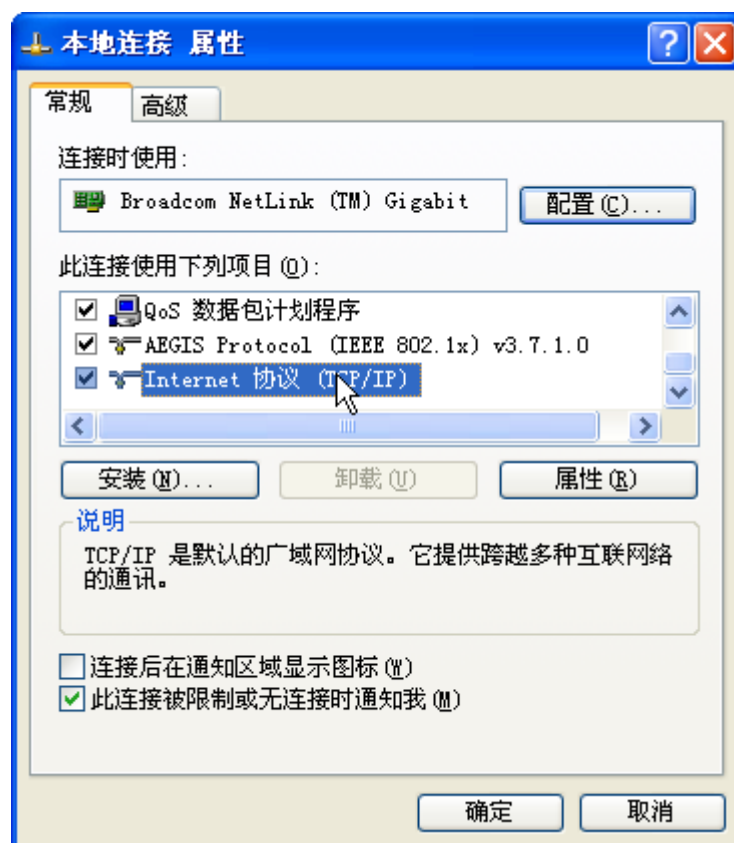 本地连接 属性
常规
高级
连接时使用:
Broadcom NetLink (TM) Gigabit
配置(C)...
此连接使用下列项目(O):
QoS 数据包计划程序
AEGIS Protocol (IEEE 802.1x) v3.7.1.0
Internet 协议 (TCP/IP)
安装(N)...
卸载(U)
属性(R)
说明
TCP/IP 是默认的广域网协议。它提供跨越多种互联网络
的通讯。
连接后在通知区域显示图标(W)
此连接被限制或无连接时通知我(M)
确定
取消